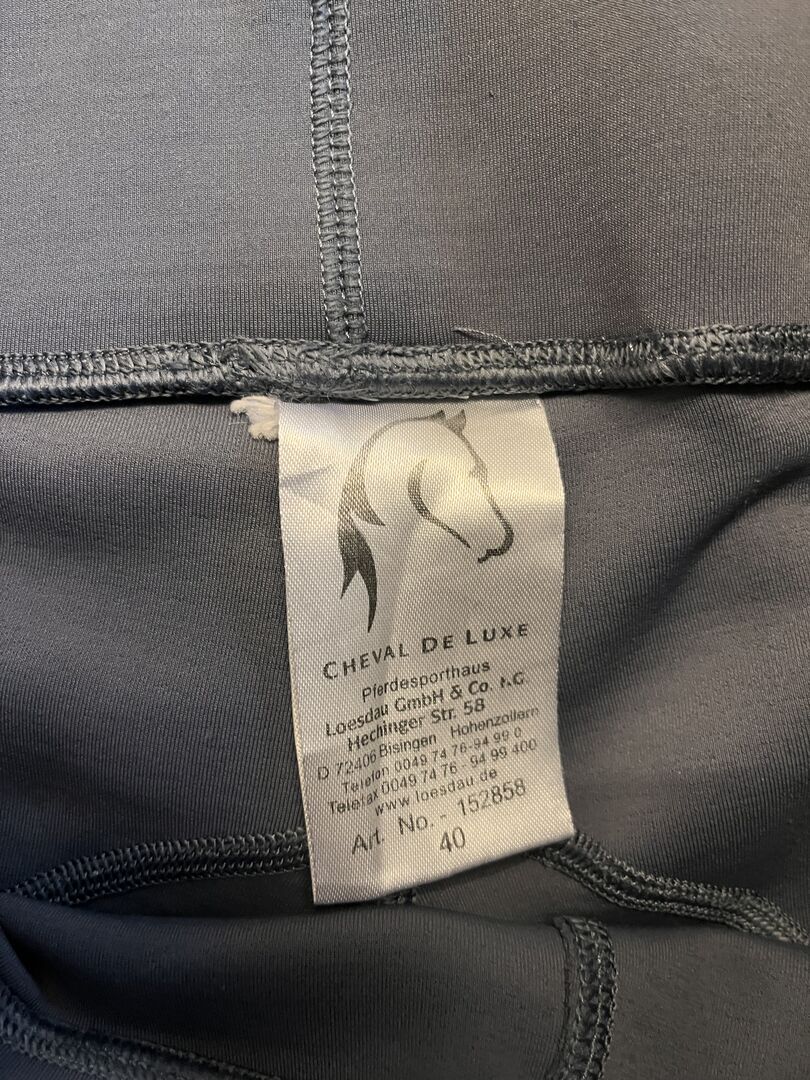 CHEVAL DE LUXE
Pferdesporthaus
Loesdau GmbH & Co. KG
Hechinger Str. 58
D 72406 Bisingen Hohenzollern
Telefon 0049 74 76-94 99 0
Telefax 0049 74 76 - 94 99 400
www.loesdau.de
Art. No. - 152858
40